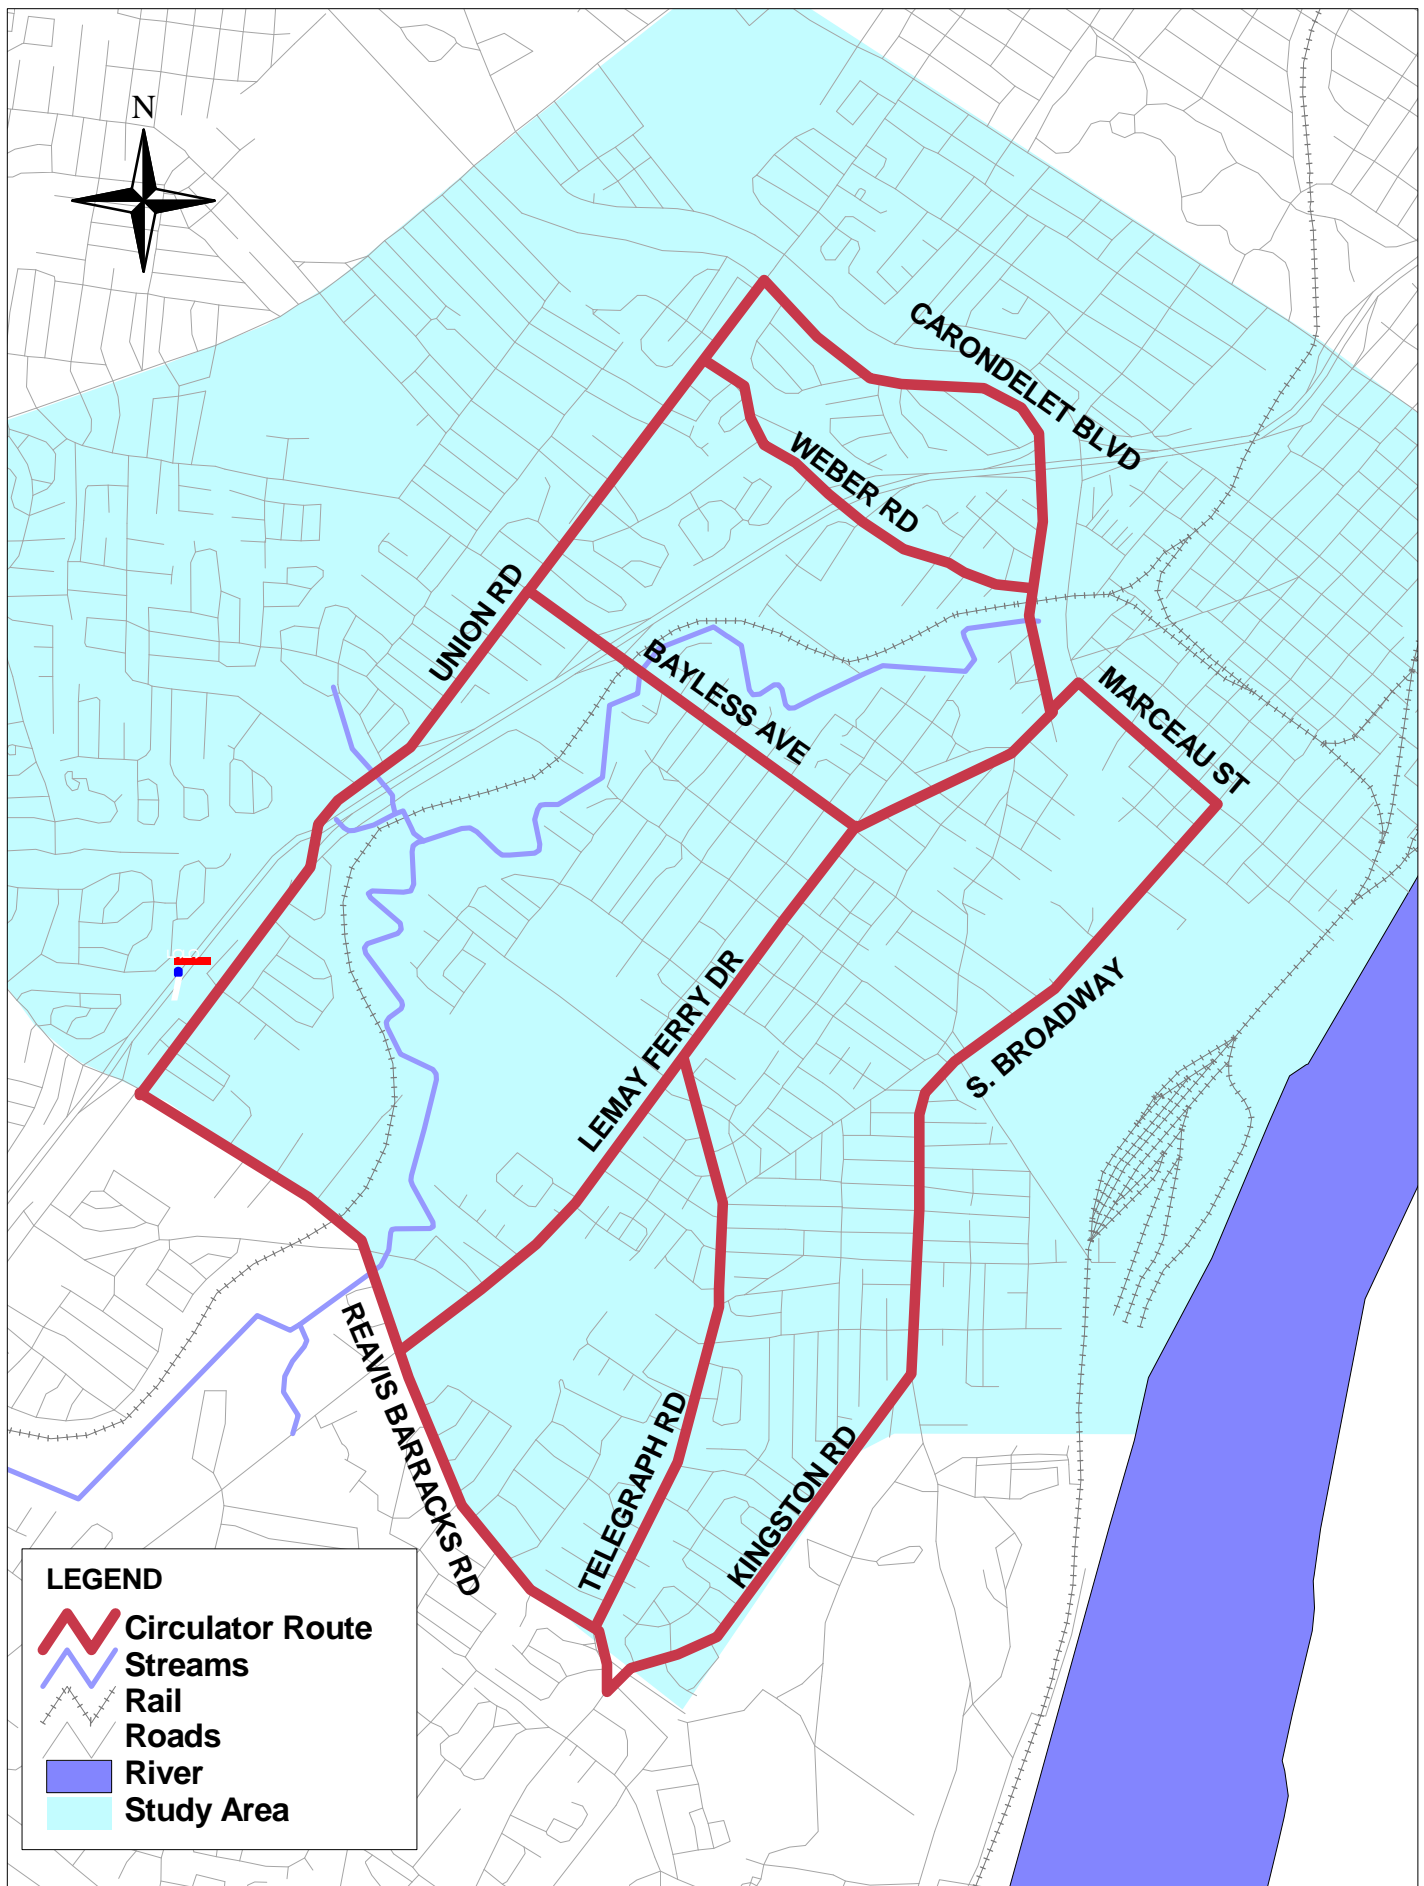 N
CARONDELET BLVD
WEBER RD
UNION RD
BAYLESS AVE
MARCEAU ST
LEMAY FERRY DR
S. BROADWAY
REAVIS BARRACKS RD
TELEGRAPH RD
KINGSTON RD
LEGEND
Circulator Route
Streams
Rail
Roads
River
Study Area